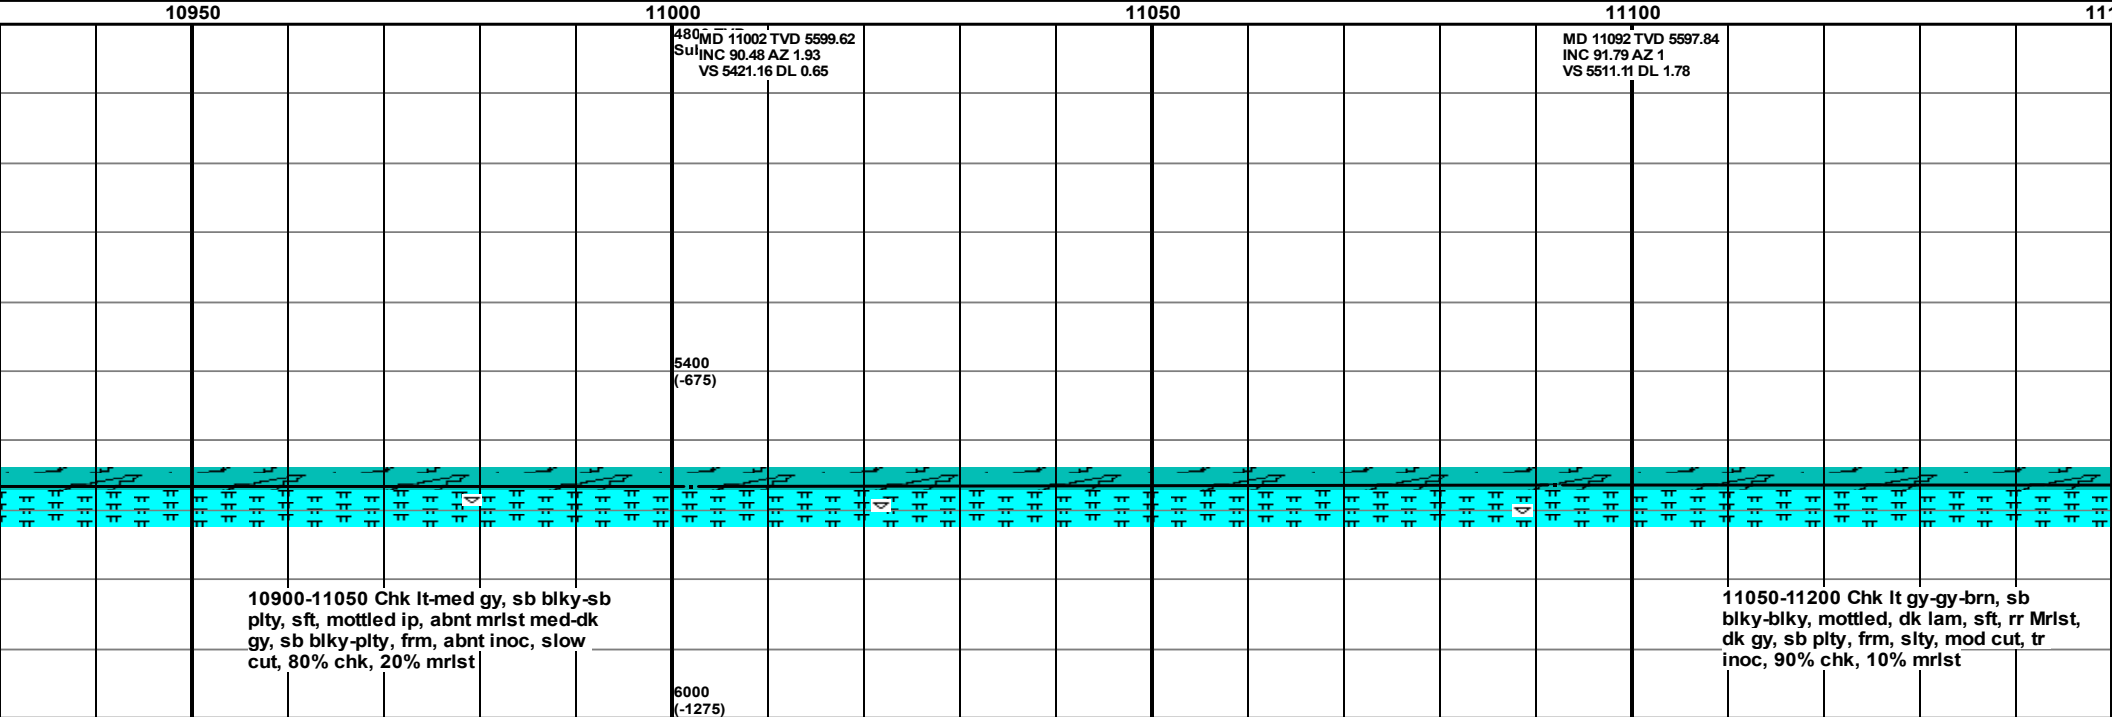 10950 11000 11050 11100
MD 11002 TVD 5599.62
INC 90.48 AZ 1.93
VS 5421.16 DL 0.65
MD 11092 TVD 5597.84
INC 91.79 AZ 1
VS 5511.11 DL 1.78
5400
(-675)
10900-11050 Chk lt-med gy, sb blky-sb
plty, sft, mottled ip, abnt mrlst med-dk
gy, sb blky-plty, frm, abnt inoc, slow
cut, 80% chk, 20% mrlst
11050-11200 Chk lt gy-gy-brn, sb
blky-blky, mottled, dk lam, sft, rr Mrlst,
dk gy, sb plty, frm, slty, mod cut, tr
inoc, 90% chk, 10% mrlst
6000
(-1275)